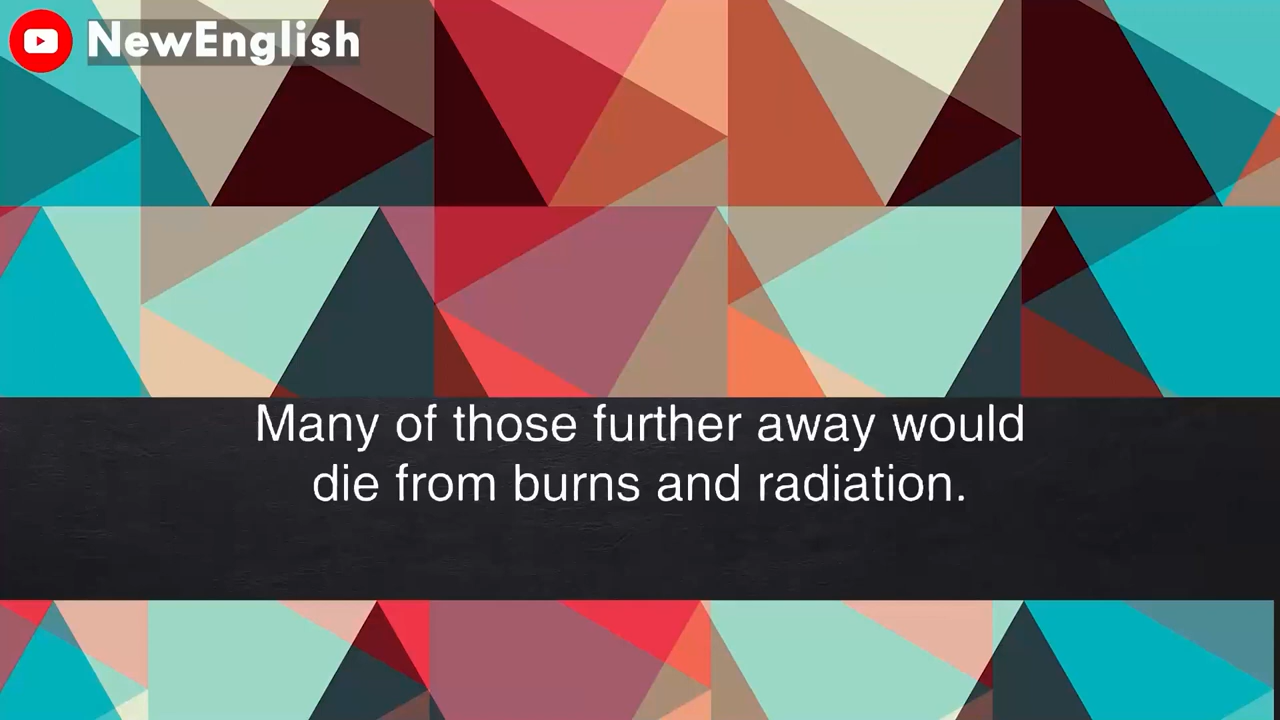 NewEnglish
Many of those further away would
die from burns and radiation.